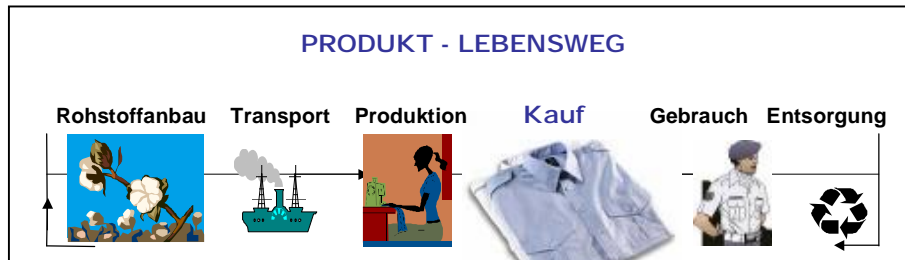 PRODUKT - LEBENSWEG
Rohstoffanbau Transport Produktion Kauf Gebrauch Entsorgung